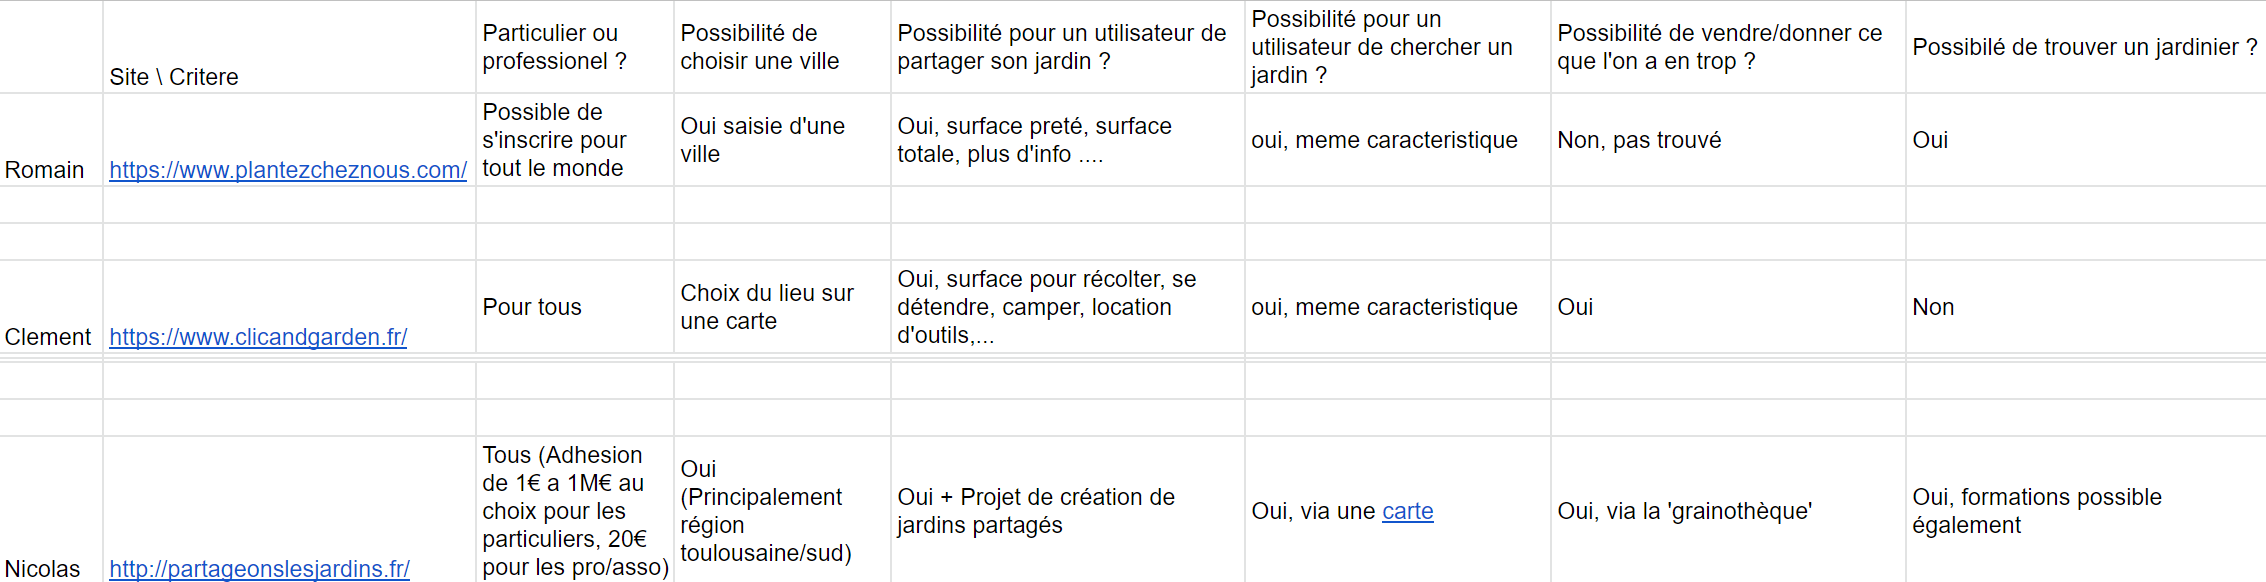 Site \ Critere
Particulier ou
professionel ?
Possibilité de
choisir une ville
Possibilité pour un utilisateur de
partager son jardin ?
Possibilité pour un
utilisateur de chercher un
jardin ?
Possibilité de vendre/donner ce
que l'on a en trop ?
Possibilé de trouver un jardinier ?
Romain
https://www.plantezcheznous.com/
Possible de
s'inscrire pour
tout le monde
Oui saisie d'une
ville
Oui, surface preté, surface
totale, plus d'info ....
oui, meme caracteristique
Non, pas trouvé
Oui
Clement
https://www.clicandgarden.fr/
Pour tous
Choix du lieu sur
une carte
Oui, surface pour récolter, se
détendre, camper, location
d'outils,...
oui, meme caracteristique
Oui
Non
Nicolas
http://partageonslesjardins.fr/
Tous (Adhesion
de 1€ a 1M€ au
choix pour les
particuliers, 20€
pour les pro/asso)
Oui
(Principalement
région
toulousaine/sud)
Oui + Projet de création de
jardins partagés
Oui, via une carte
Oui, via la 'grainothèque'
Oui, formations possible
également